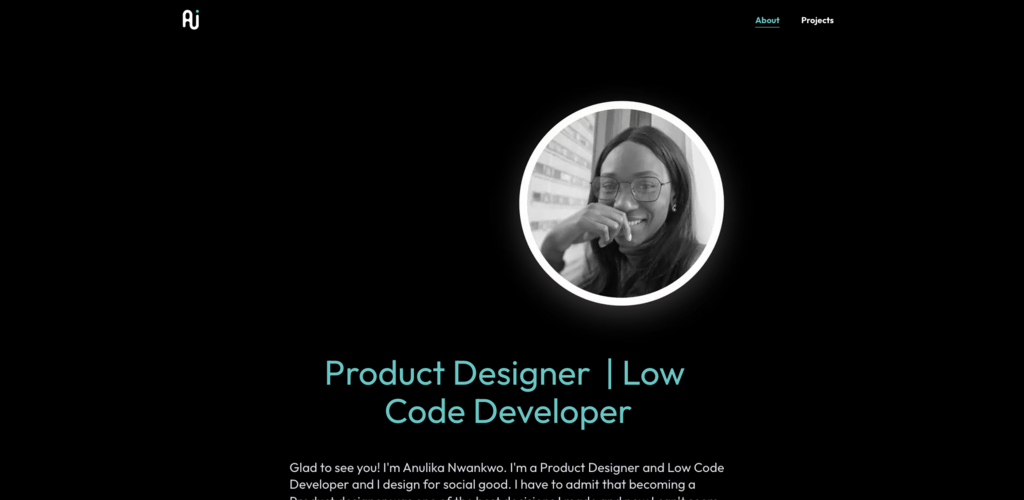 Aj
About
Projects
Product Designer | Low
Code Developer
Glad to see you! I'm Anulika Nwankwo. I'm a Product Designer and Low Code
Developer and I design for social good. I have to admit that becoming a